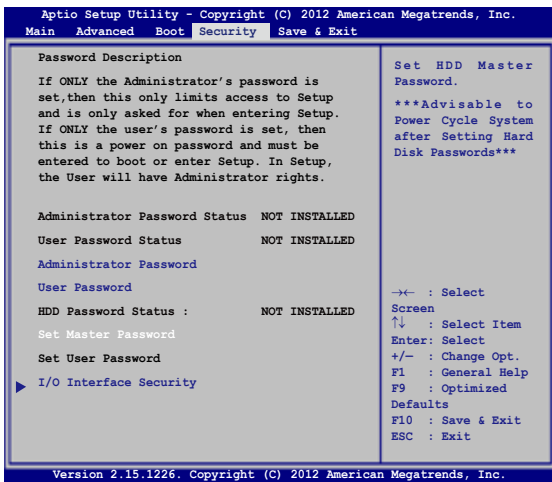 Aptio Setup Utility - Copyright (C) 2012 American Megatrends, Inc.
Main Advanced Boot Security Save & Exit
Password Description
If ONLY the Administrator's password is
set,then this only limits access to Setup
and is only asked for when entering Setup.
If ONLY the user's password is set, then
this is a power on password and must be
entered to boot or enter Setup. In Setup,
the User will have Administrator rights.
Administrator Password Status NOT INSTALLED
User Password Status NOT INSTALLED
Administrator Password
User Password
HDD Password Status : NOT INSTALLED
Set Master Password
Set User Password
I/O Interface Security
Set HDD Master
Password.
***Advisable to
Power Cycle System
after Setting Hard
Disk Passwords***
→← : Select
Screen
↑↓ : Select Item
Enter: Select
+/— : Change Opt.
F1 : General Help
F9 : Optimized
Defaults
F10 : Save & Exit
ESC : Exit
Version 2.15.1226. Copyright (C) 2012 American Megatrends, Inc.